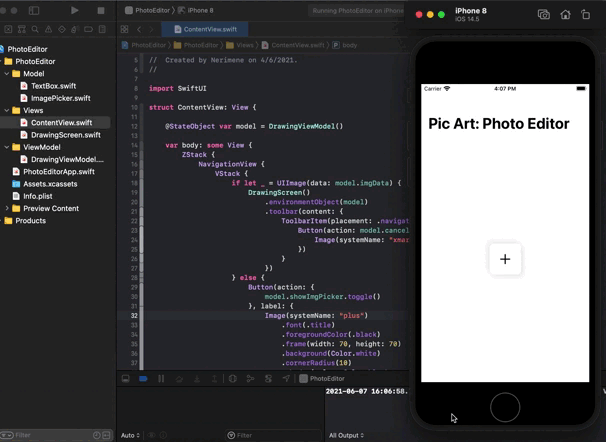 PhotoEditor
iPhone 8
Running PhotoEditor on iPhone
ContentView.swift
PhotoEditor
PhotoEditor
Views
ContentView.swift
body
PhotoEditor
PhotoEditor
Model
TextBox.swift
ImagePicker.swift
Views
ContentView.swift
DrawingScreen.swift
ViewModel
DrawingViewModel....
PhotoEditorApp.swift
Assets.xcassets
Info.plist
Preview Content
Products
Filter
5 // Created by Nerimene on 4/6/2021.
6 //
7
8 import SwiftUI
9
10 struct ContentView: View {
11
12 @StateObject var model = DrawingViewModel()
13
14 var body: some View {
15 ZStack {
16 NavigationView {
17 VStack {
18 if let _ = UIImage(data: model.imgData) {
19 DrawingScreen()
20 .environmentObject(model)
21 .toolbar(content: {
22 ToolbarItem(placement: .naviga
23 Button(action: model.cancel
24 Image(systemName: "xmar
25 })
26 }
27 })
28 } else {
29 Button(action: {
30 model.showImgPicker.toggle()
31 }, label: {
32 Image(systemName: "plus")
33 .font(.title)
34 .foregroundColor(.black)
35 .frame(width: 70, height: 70)
36 .background(Color.white)
37 .cornerRadius(10)
PhotoEditor
2021-06-07 16:06:58.
Auto
Filter
All Output
iPhone 8
iOS 14.5
Carrier
4:07 PM
Pic Art: Photo Editor